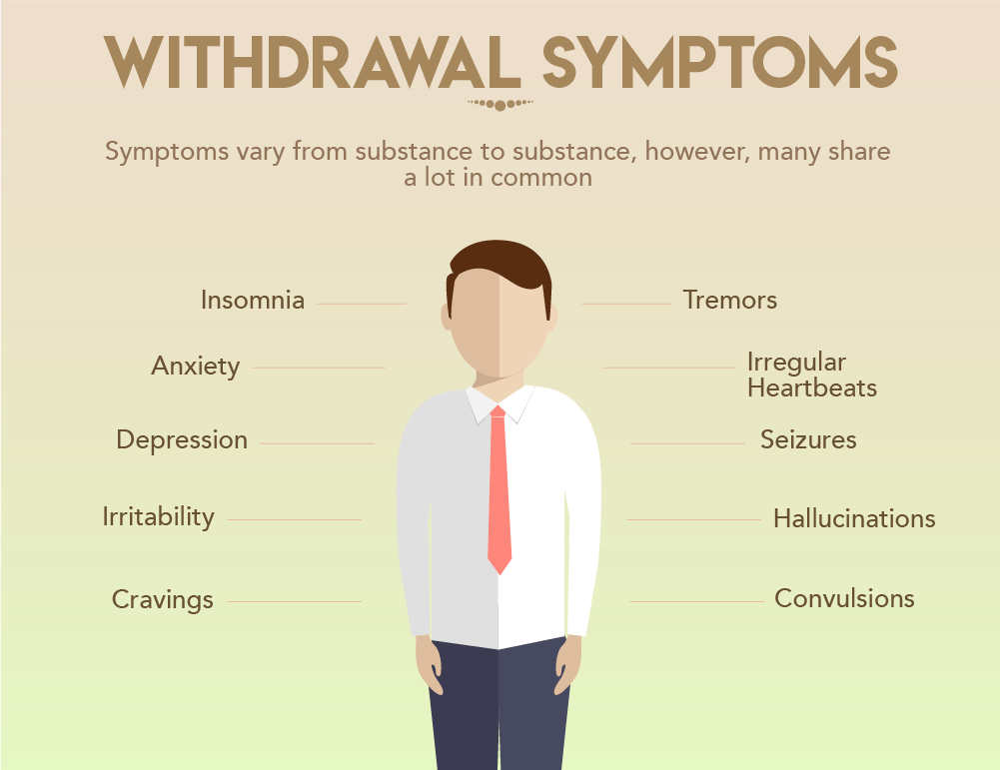 WITHDRAWAL SYMPTOMS
Symptoms vary from substance to substance, however, many share
a lot in common
Insomnia
Tremors
Anxiety
Irregular
Heartbeats
Depression
Seizures
Irritability
Hallucinations
Cravings
Convulsions